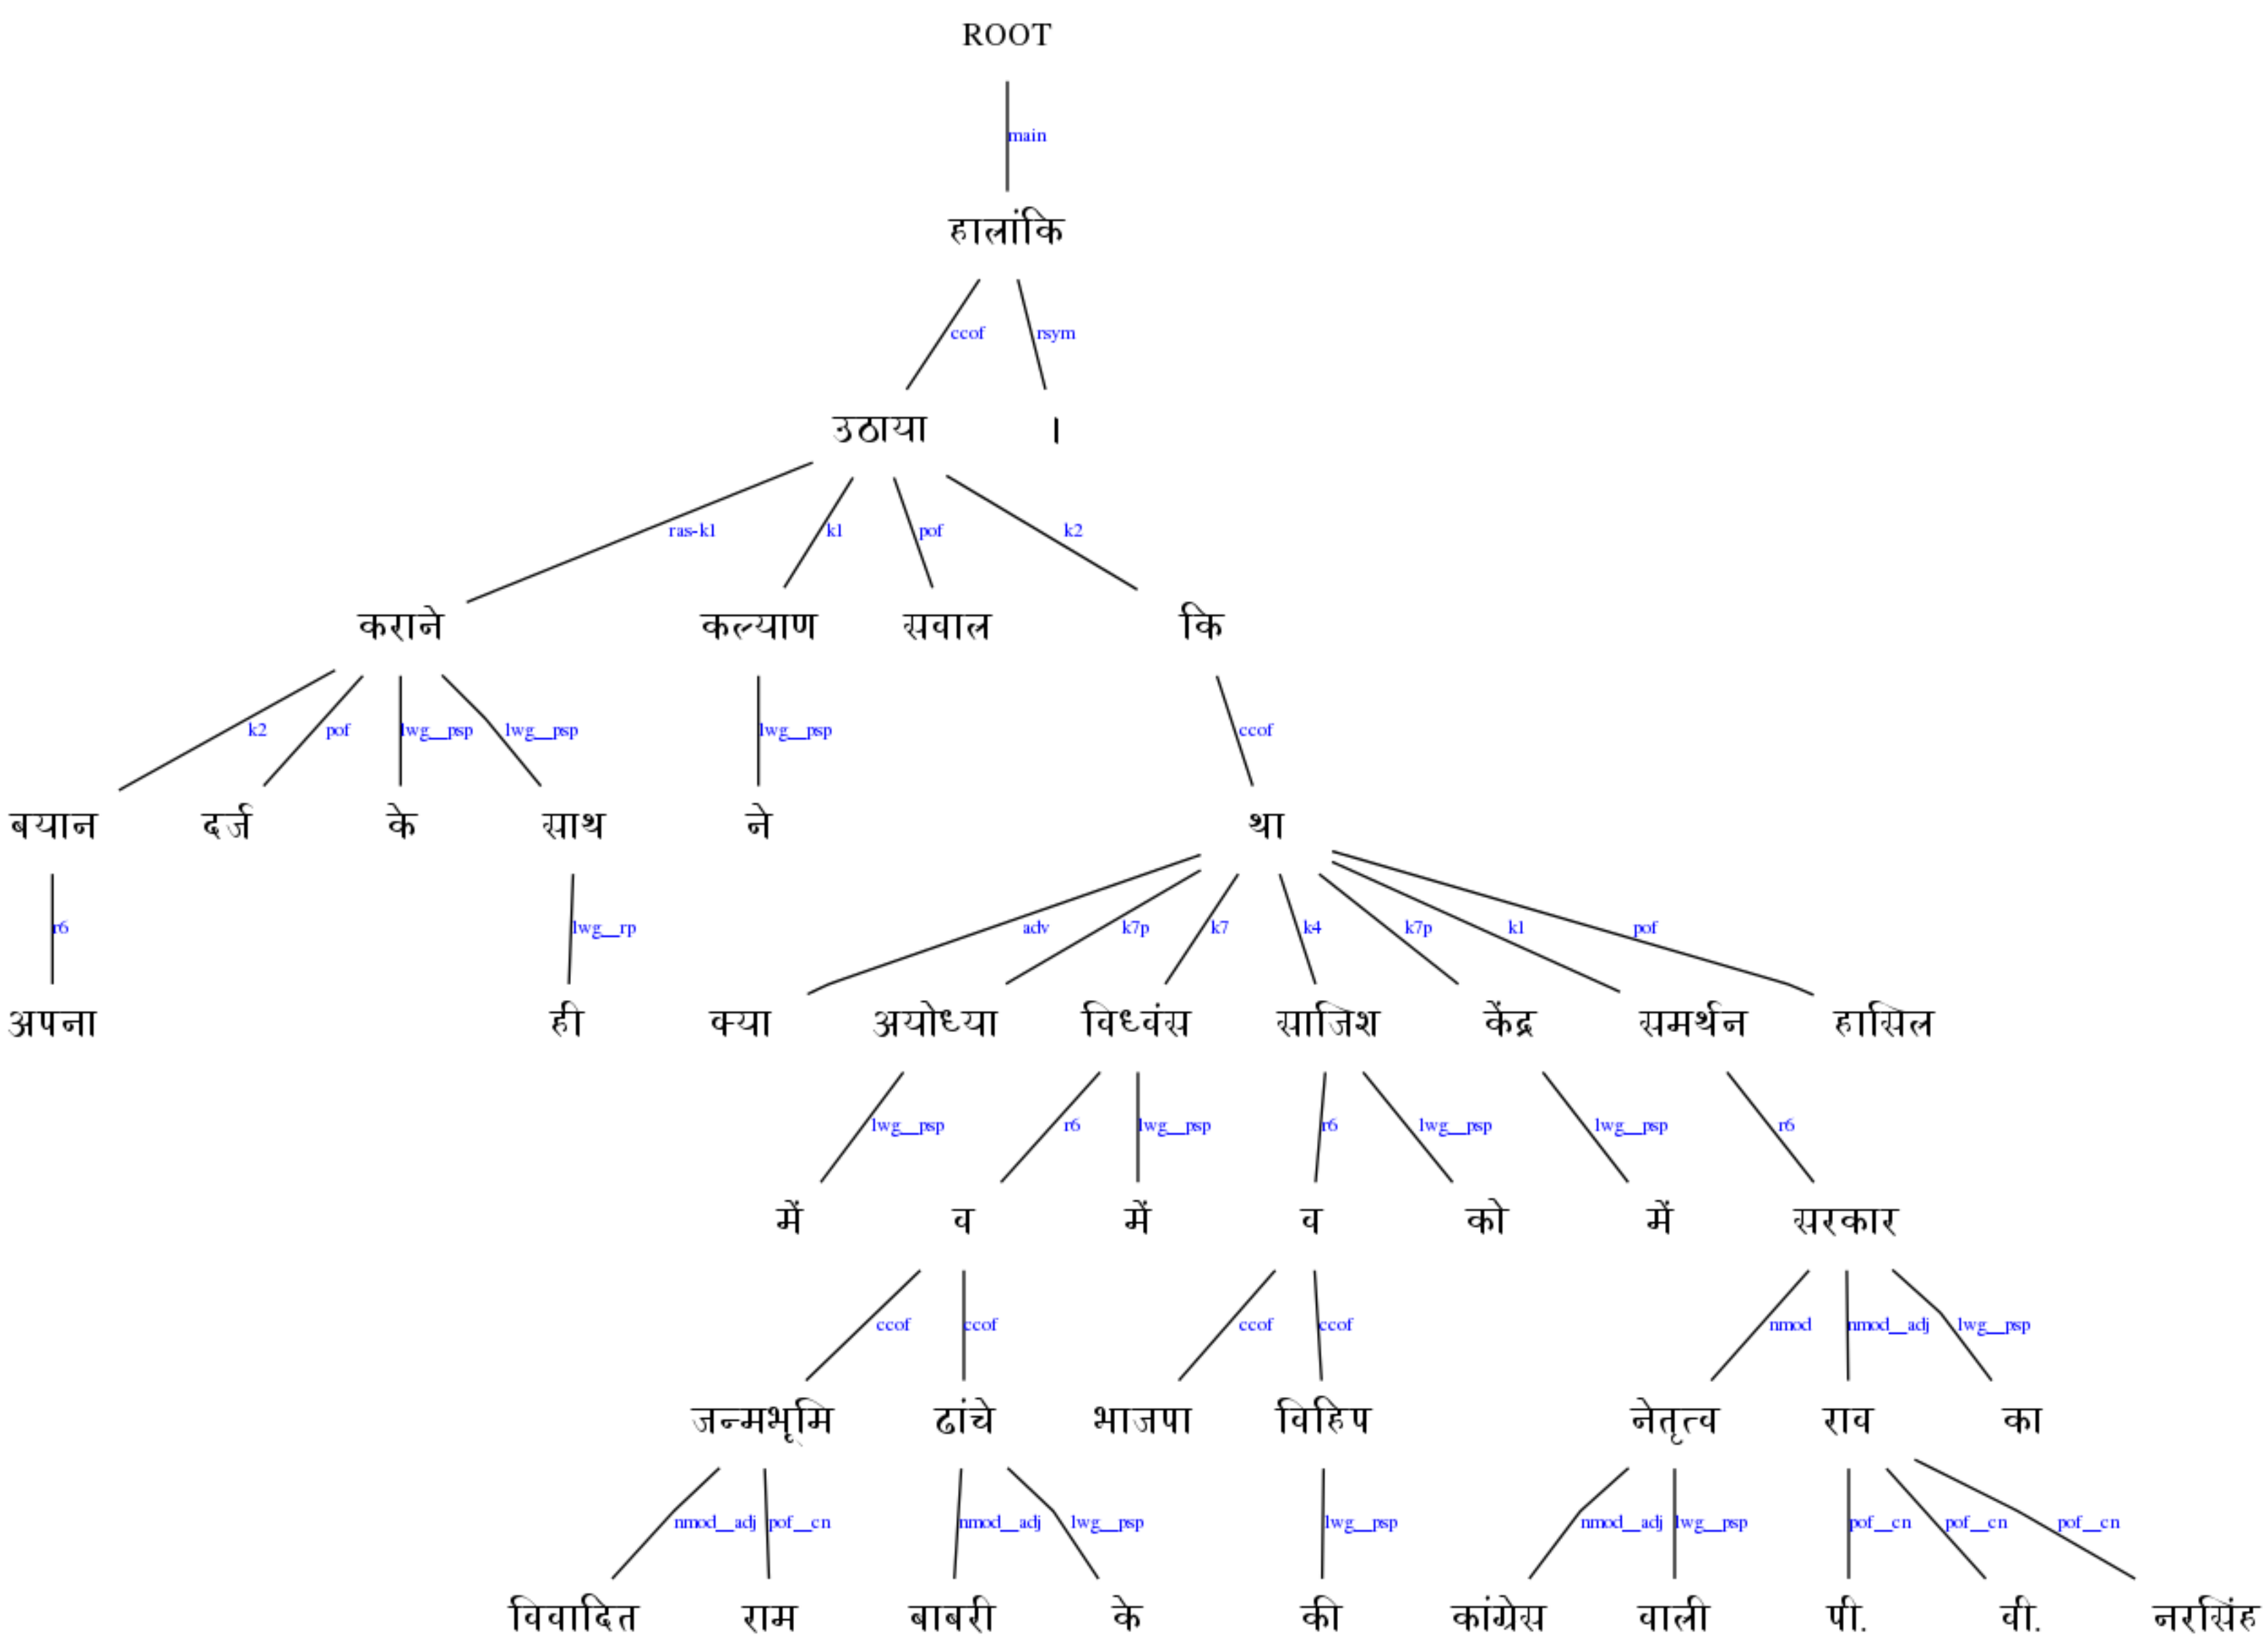 ROOT
main
हालांकि
ccof rsym
उठाया ।
ras-k1 k1 pof k2
कराने कल्याण सवाल कि
k2 pof lwg__psp lwg__psp lwg__psp ccof
बयान दर्ज के साथ ने था
r6 lwg__rp adv k7p k7 k4 k7p k1 pof
अपना ही क्या अयोध्या विध्वंस साजिश केंद्र समर्थन हासिल
lwg__psp r6 lwg__psp r6 lwg__psp lwg__psp r6
में व में व को में सरकार
ccof ccof ccof ccof nmod nmod__adj lwg__psp
जन्मभूमि ढांचे भाजपा विहिप नेतृत्व राव का
nmod__adj pof__cn nmod__adj lwg__psp lwg__psp nmod__adj lwg__psp pof__cn pof__cn pof__cn
विवादित राम बाबरी के की कांग्रेस वाली पी. वी. नरसिंह